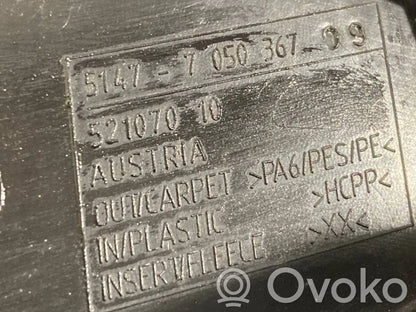 5147 - 7 050 367 09
521070 10
AUSTRIA
OUT/CARPET >PA6/PES/PE<
IN/PLASTIC >HCPP<
INSERT/FLEECE >XX<
Ovoko